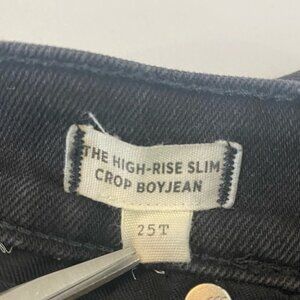 THE HIGH-RISE SLIM
CROP BOYJEAN
25T